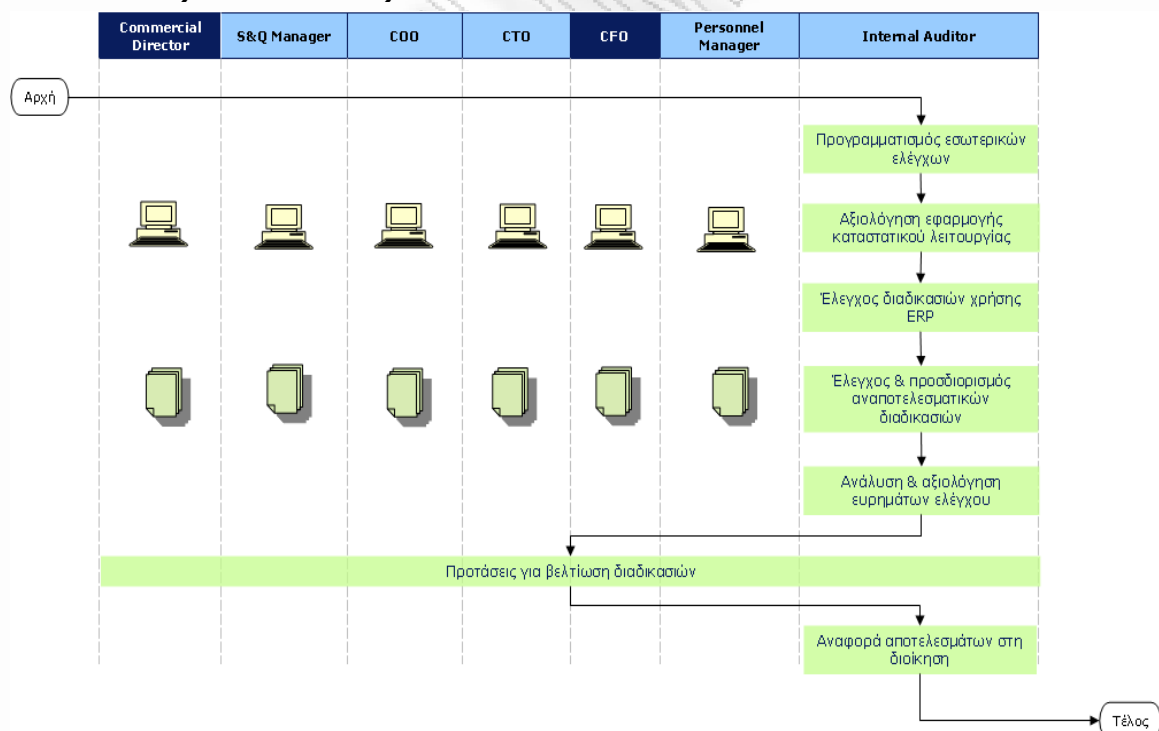 Commercial
Director
S&Q Manager
COO
CTO
CFO
Personnel
Manager
Internal Auditor
Αρχή
Προγραμματισμός εσωτερικών
ελέγχων
Αξιολόγηση εφαρμογής
καταστατικού λειτουργίας
Έλεγχος διαδικασιών χρήσης
ERP
Έλεγχος & προσδιορισμός
αναποτελεσματικών
διαδικασιών
Ανάλυση & αξιολόγηση
ευρημάτων ελέγχου
Προτάσεις για βελτίωση διαδικασιών
Αναφορά αποτελεσμάτων στη
διοίκηση
Τέλος